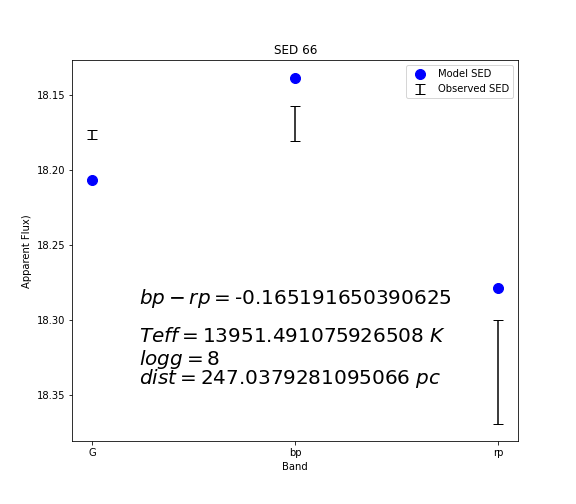 SED 66
Model SED
Observed SED
18.15
18.20
18.25
18.30
18.35
Apparent Flux)
bp − rp = -0.165191650390625
Teff = 13951.491075926508 K
logg = 8
dist = 247.0379281095066 pc
G
bp
rp
Band